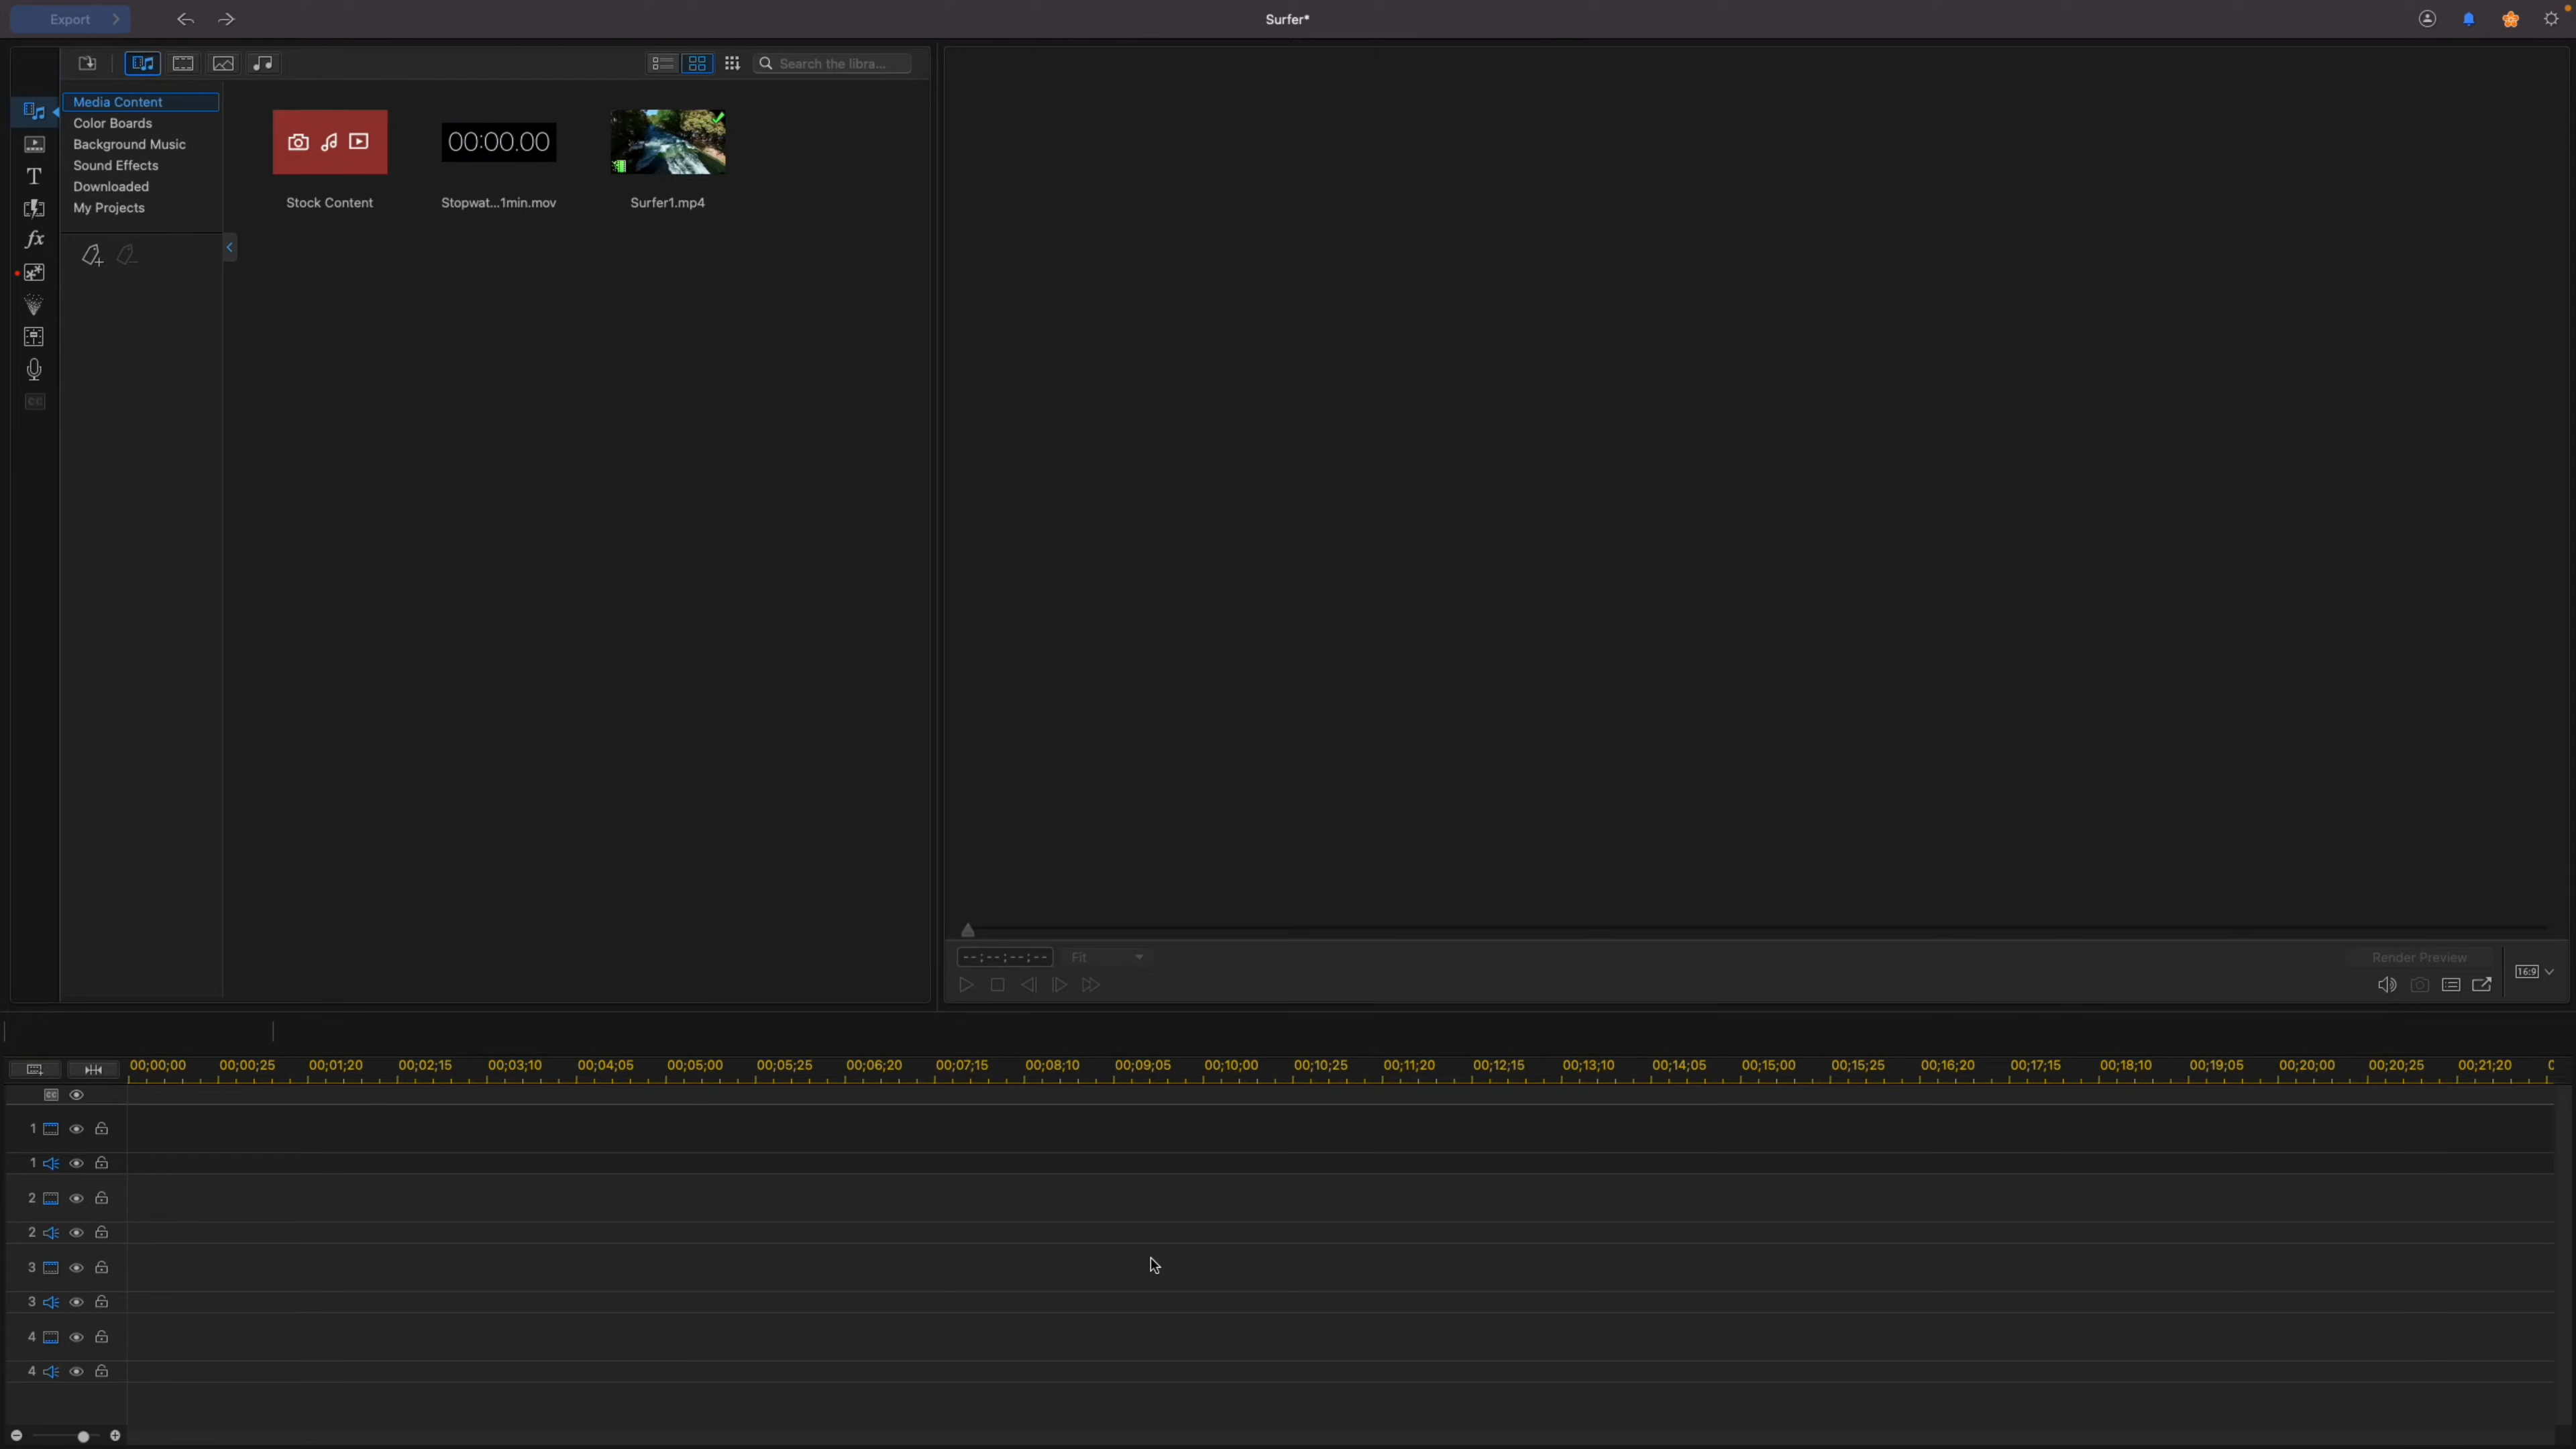 Export
Surfer*
Search the libra...
Media Content
Color Boards
Background Music
Sound Effects
Downloaded
My Projects
00:00.00
Stock Content
Stopwat...1min.mov
Surfer1.mp4
T
fx
CC
--;--;--;--
Fit
Render Preview
16:9
00;00;00 00;00;25 00;01;20 00;02;15 00;03;10 00;04;05 00;05;00 00;05;25 00;06;20 00;07;15 00;08;10 00;09;05 00;10;00 00;10;25 00;11;20 00;12;15 00;13;10 00;14;05 00;15;00 00;15;25 00;16;20 00;17;15 00;18;10 00;19;05 00;20;00 00;20;25 00;21;20
CC
1
1
2
2
3
3
4
4